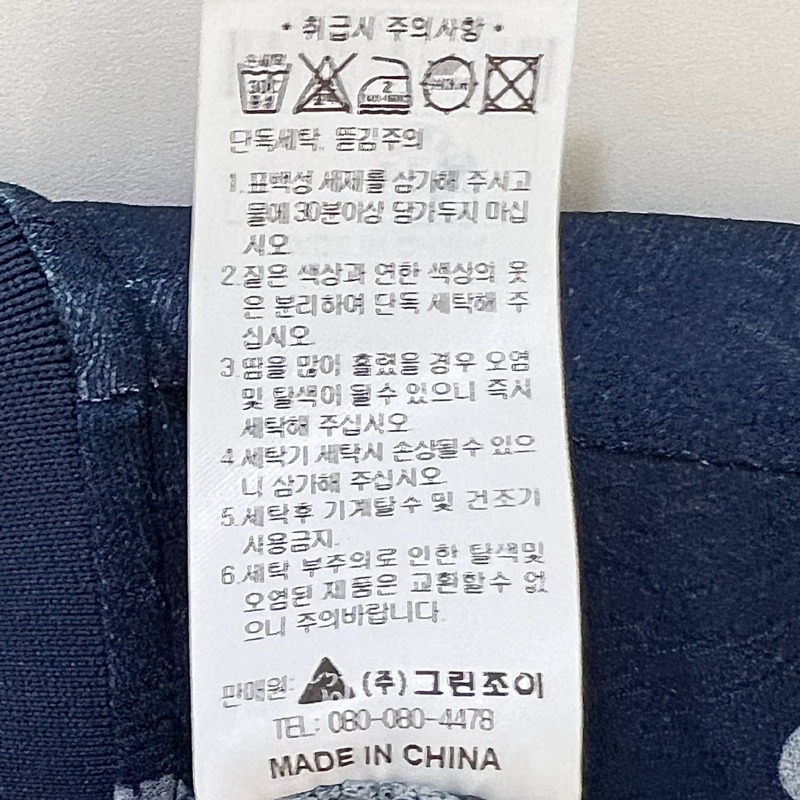 • 취급시 주의사항 •
단독세탁, 뜯김주의
1. 표백성 세제를 삼가해 주시고
물에 30분이상 담가두지 마십
시오.
2. 짙은 색상과 연한 색상의 옷
은 분리하여 단독 세탁해 주
십시오.
3. 땀을 많이 흘렸을 경우 오염
및 탈색이 될수 있으니 즉시
세탁해 주십시오.
4. 세탁기 세탁시 손상될수 있으
니 삼가해 주십시오.
5. 세탁후 기계탈수 및 건조기
사용금지.
6. 세탁 부주의로 인한 탈색및
오염된 제품은 교환할수 없
으니 주의바랍니다.
판매원: (주)그린조이
TEL: 080-080-4478
MADE IN CHINA